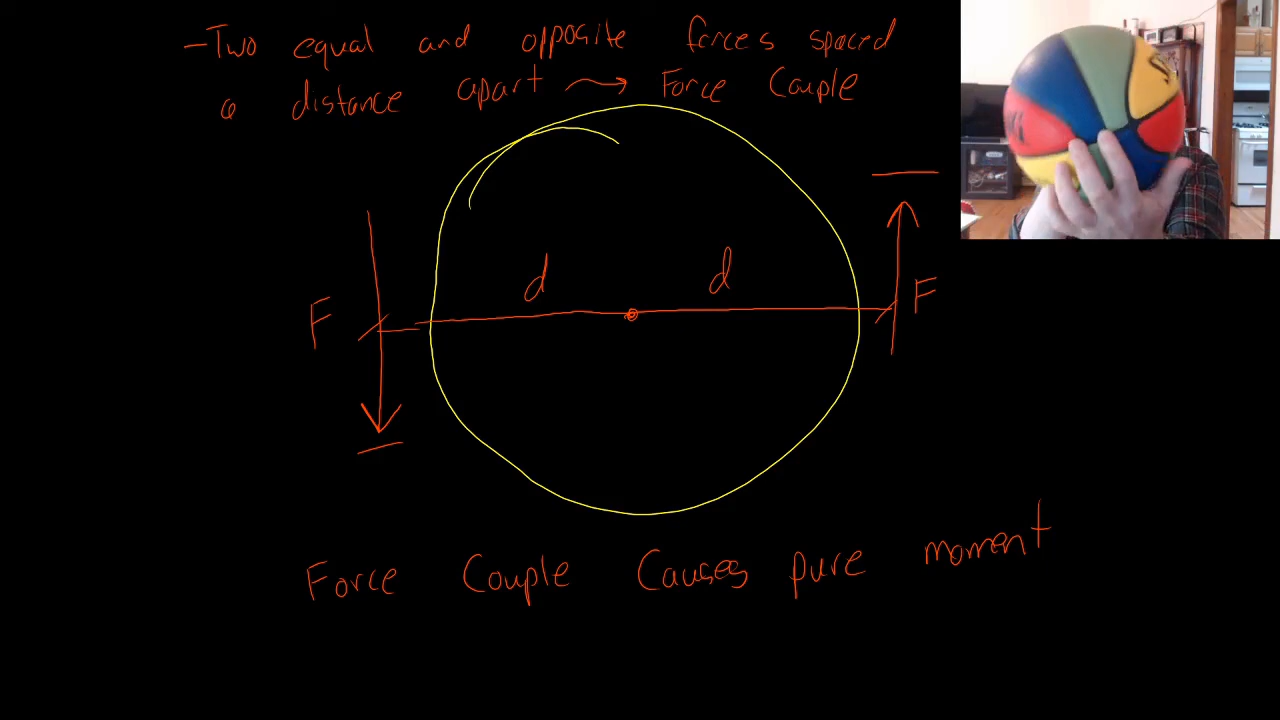 - Two equal and opposite forces spaced
a distance apart → Force Couple
d d
F F
Force Couple Causes pure moment